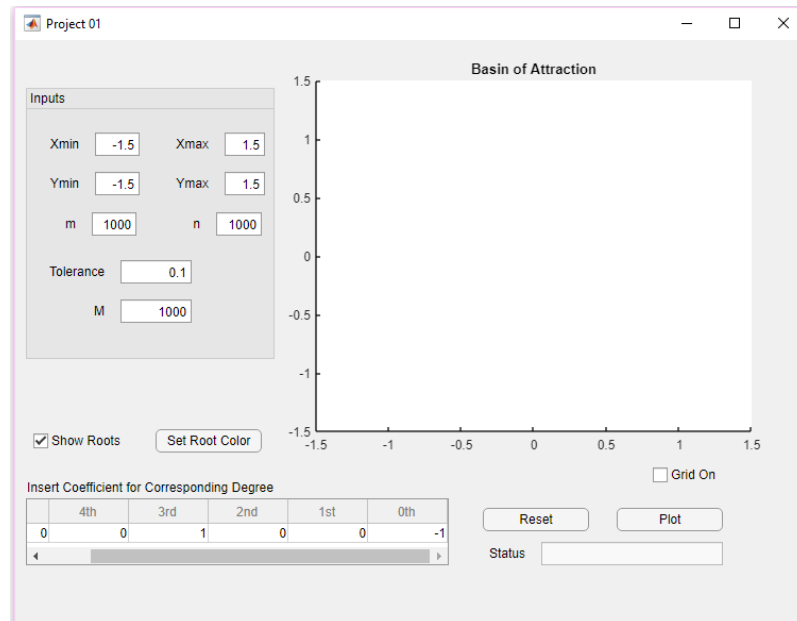 Project 01
Basin of Attraction
Inputs
Xmin -1.5 Xmax 1.5
Ymin -1.5 Ymax 1.5
m 1000 n 1000
Tolerance 0.1
M 1000
1.5
1
0.5
0
-0.5
-1
-1.5
-1.5 -1 -0.5 0 0.5 1 1.5
Show Roots Set Root Color
Grid On
Insert Coefficient for Corresponding Degree
4th 3rd 2nd 1st 0th
0 0 1 0 0 -1
Reset Plot
Status